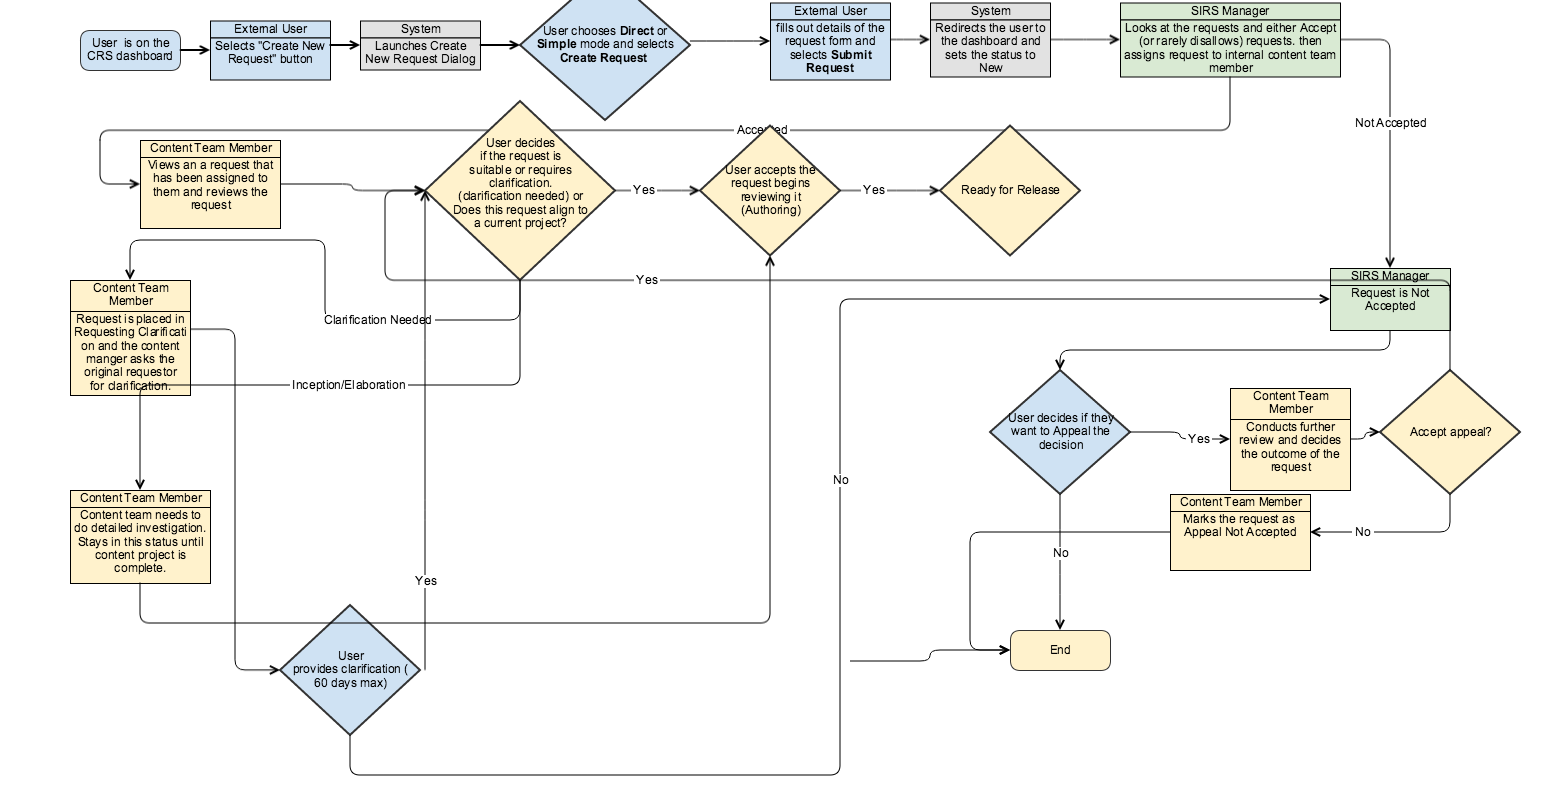 User is on the
CRS dashboard
External User
Selects "Create New
Request" button
System
Launches Create
New Request Dialog
User chooses Direct or
Simple mode and selects
Create Request
External User
fills out details of the
request form and
selects Submit
Request
System
Redirects the user to
the dashboard and
sets the status to
New
SIRS Manager
Looks at the requests and either Accept
(or rarely disallows) requests. then
assigns request to internal content team
member
Not Accepted
Accepted
Content Team Member
Views an a request that
has been assigned to
them and reviews the
request
User decides
if the request is
suitable or requires
clarification.
(clarification needed) or
Does this request align to
a current project?
Yes
User accepts the
request begins
reviewing it
(Authoring)
Yes
Ready for Release
Yes
SIRS Manager
Request is Not
Accepted
Content Team
Member
Request is placed in
Requesting Clarificati
on and the content
manger asks the
original requestor
for clarification.
Clarification Needed
Inception/Elaboration
User decides if they
want to Appeal the
decision
Yes
Content Team
Member
Conducts further
review and decides
the outcome of the
request
Accept appeal?
No
Content Team Member
Marks the request as
Appeal Not Accepted
No
Content Team Member
Content team needs to
do detailed investigation.
Stays in this status until
content project is
complete.
No
Yes
User
provides clarification (
60 days max)
End